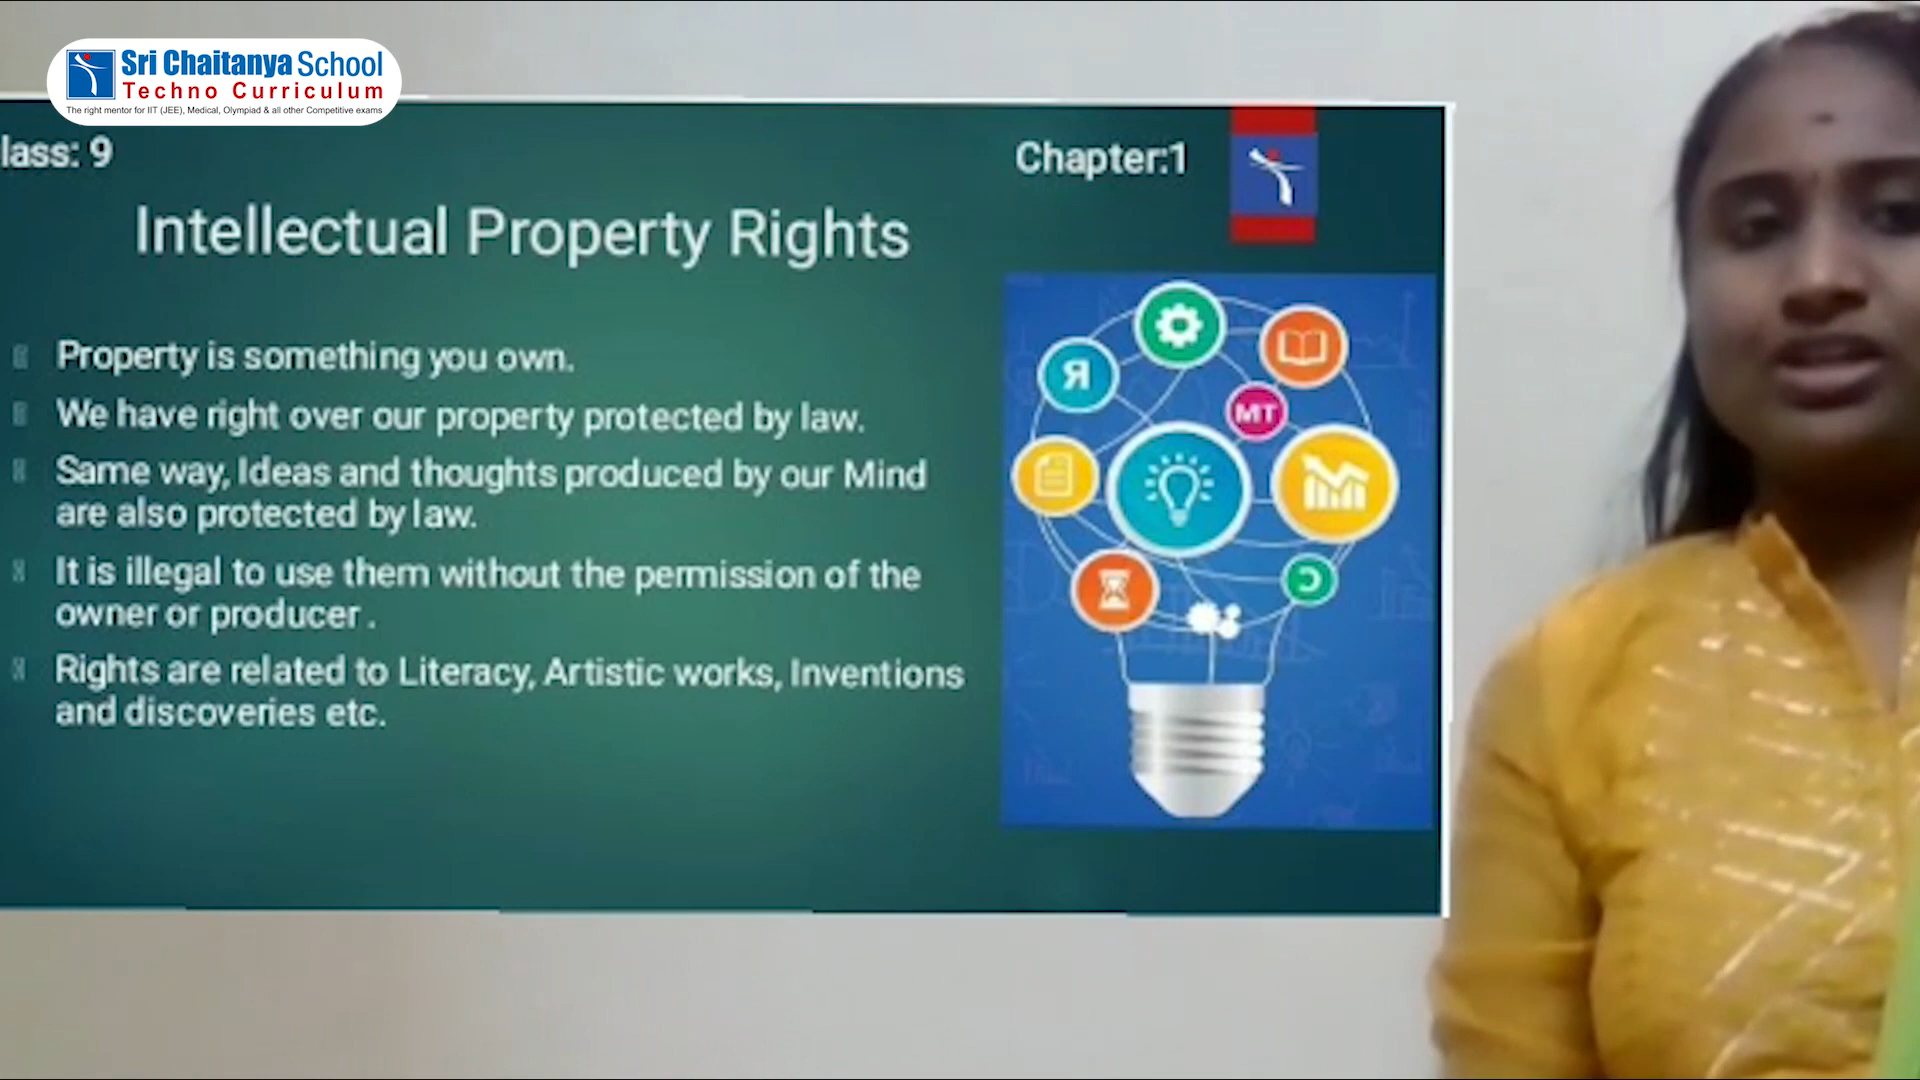 Sri Chaitanya School
Techno Curriculum
The right mentor for IIT (JEE), Medical, Olympiad & all other Competitive exams
lass: 9
Chapter:1
Intellectual Property Rights
Property is something you own.
We have right over our property protected by law.
Same way, Ideas and thoughts produced by our Mind
are also protected by law.
It is illegal to use them without the permission of the
owner or producer .
Rights are related to Literacy, Artistic works, Inventions
and discoveries etc.
Я
MT